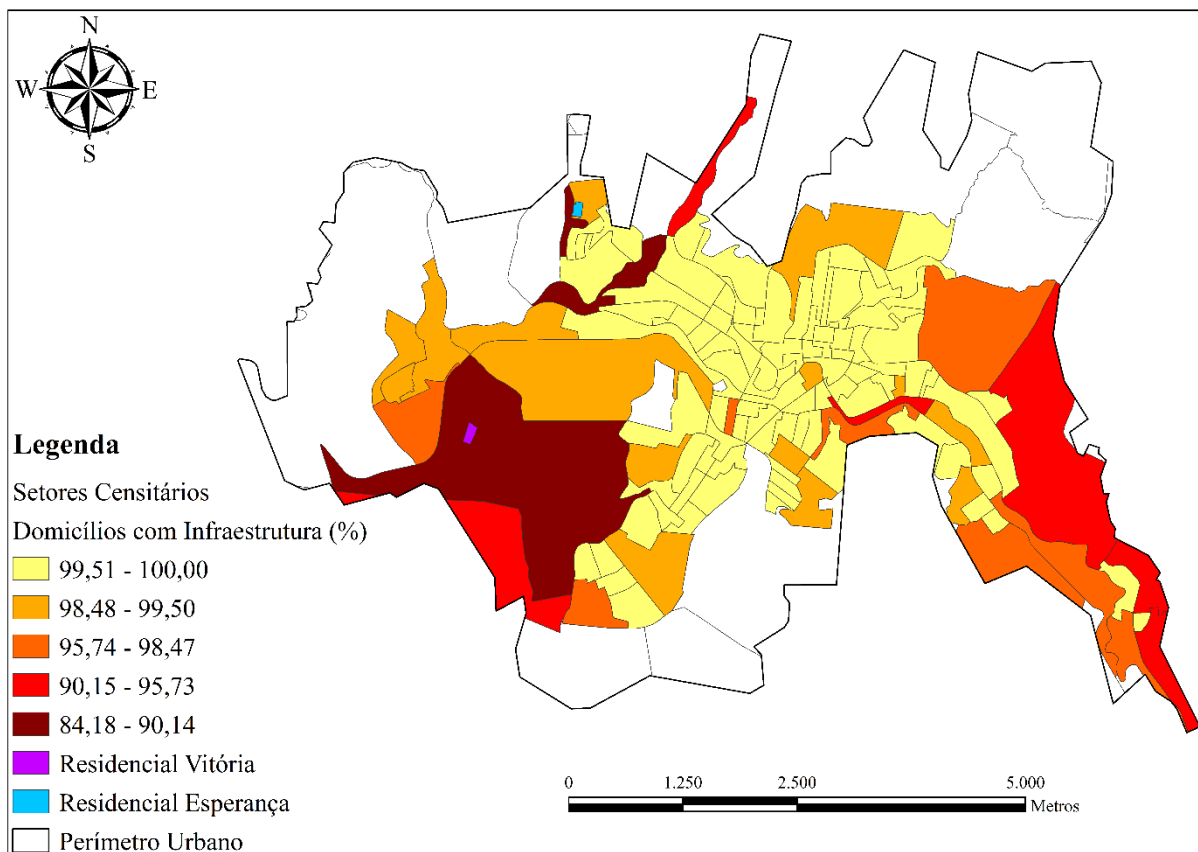 N
W E
S
Legenda
Setores Censitários
Domicílios com Infraestrutura (%)
99,51 - 100,00
98,48 - 99,50
95,74 - 98,47
90,15 - 95,73
84,18 - 90,14
Residencial Vitória
Residencial Esperança
Perímetro Urbano
0 1.250 2.500 5.000
Metros